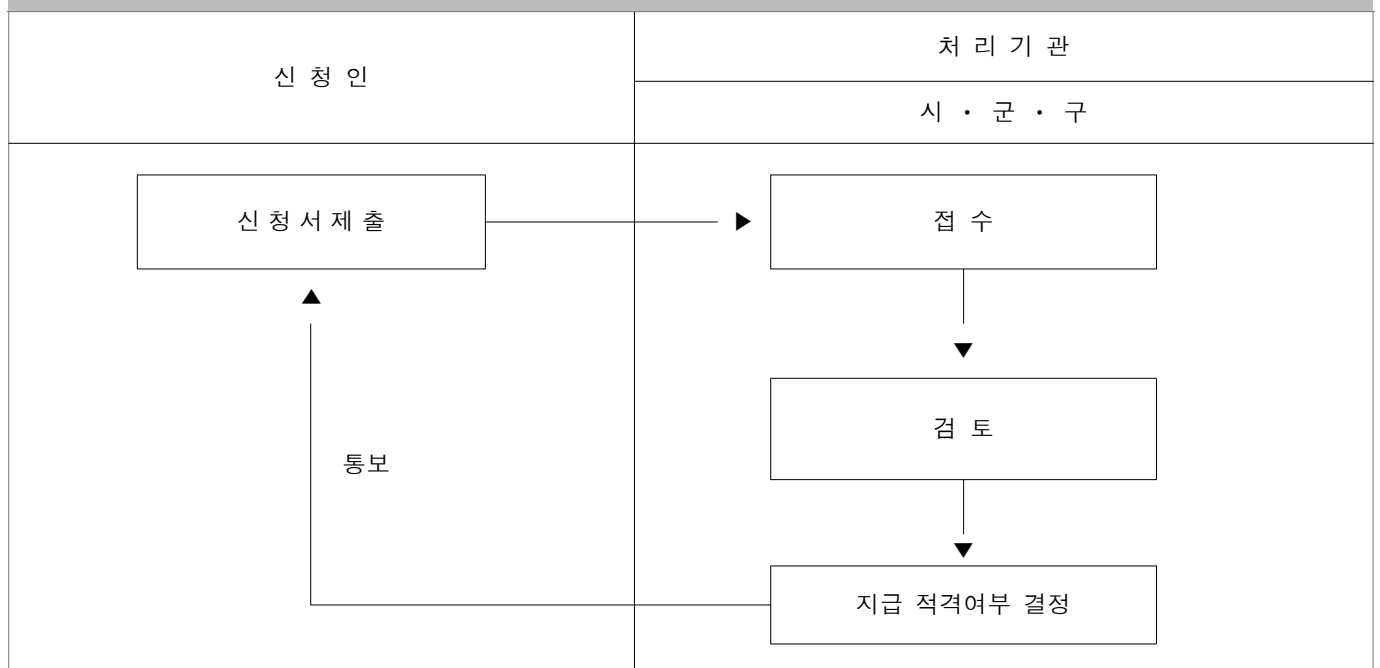 신 청 인
처 리 기 관
시 · 군 · 구
신 청 서 제 출
접 수
검 토
통보
지급 적격여부 결정